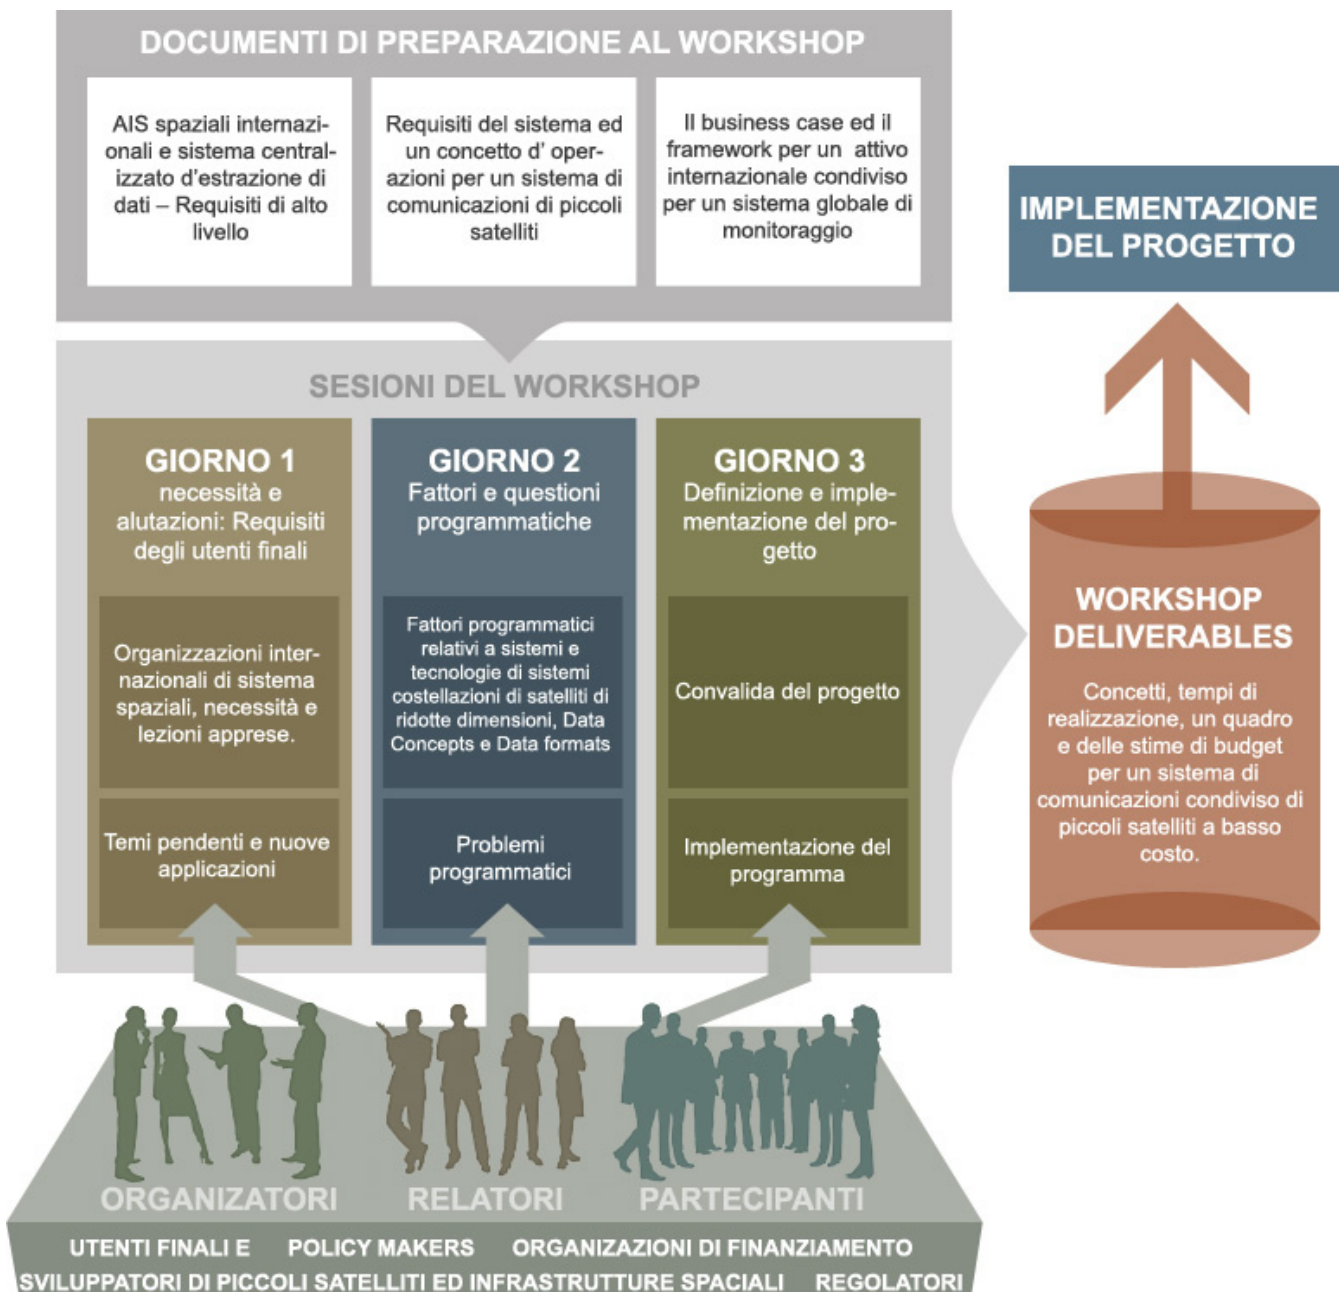 DOCUMENTI DI PREPARAZIONE AL WORKSHOP
AIS spaziali internazi-
onali e sistema central-
izzato d'estrazione di
dati – Requisiti di alto
livello
Requisiti del sistema ed
un concetto d' oper-
azioni per un sistema di
comunicazioni di piccoli
satelliti
Il business case ed il
framework per un attivo
internazionale condiviso
per un sistema globale di
monitoraggio
IMPLEMENTAZIONE
DEL PROGETTO
SESIONI DEL WORKSHOP
GIORNO 1
necessità e
alutazioni: Requisiti
degli utenti finali
Organizzazioni inter-
nazionali di sistema
spaziali, necessità e
lezioni apprese.
Temi pendenti e nuove
applicazioni
GIORNO 2
Fattori e questioni
programmatiche
Fattori programmatici
relativi a sistemi e
tecnologie di sistemi
costellazioni di satelliti di
ridotte dimensioni, Data
Concepts e Data formats
Problemi
programmatici
GIORNO 3
Definizione e imple-
mentazione del pro-
getto
Convalida del progetto
Implementazione del
programma
WORKSHOP
DELIVERABLES
Concetti, tempi di
realizzazione, un quadro
e delle stime di budget
per un sistema di
comunicazioni condiviso di
piccoli satelliti a basso
costo.
ORGANIZATORI
RELATORI
PARTECIPANTI
UTENTI FINALI E POLICY MAKERS ORGANIZAZIONI DI FINANZIAMENTO
SVILUPPATORI DI PICCOLI SATELLITI ED INFRASTRUTTURE SPACIALI REGOLATORI